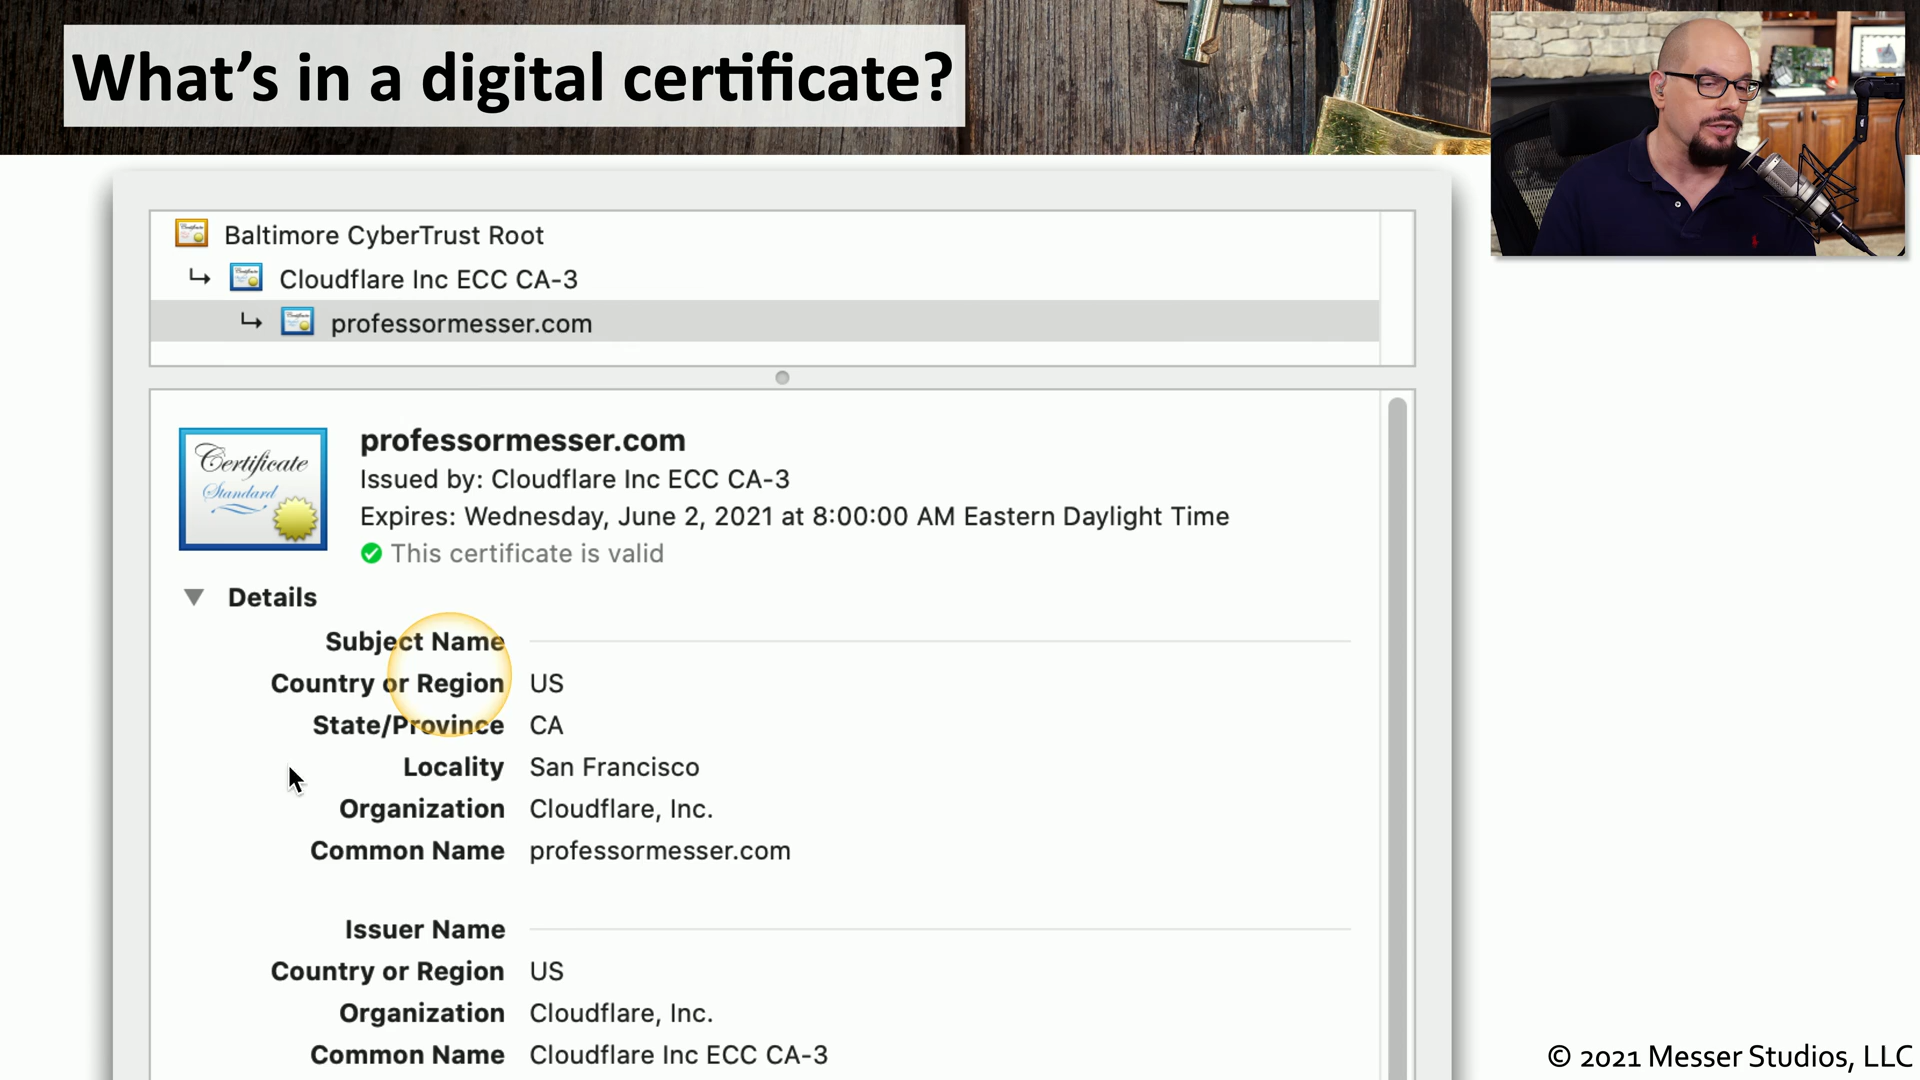 What's in a digital certificate?
Baltimore CyberTrust Root
Cloudflare Inc ECC CA-3
professormesser.com
Certificate
Standard
professormesser.com
Issued by: Cloudflare Inc ECC CA-3
Expires: Wednesday, June 2, 2021 at 8:00:00 AM Eastern Daylight Time
This certificate is valid
Details
Subject Name
Country or Region US
State/Province CA
Locality San Francisco
Organization Cloudflare, Inc.
Common Name professormesser.com
Issuer Name
Country or Region US
Organization Cloudflare, Inc.
Common Name Cloudflare Inc ECC CA-3
© 2021 Messer Studios, LLC